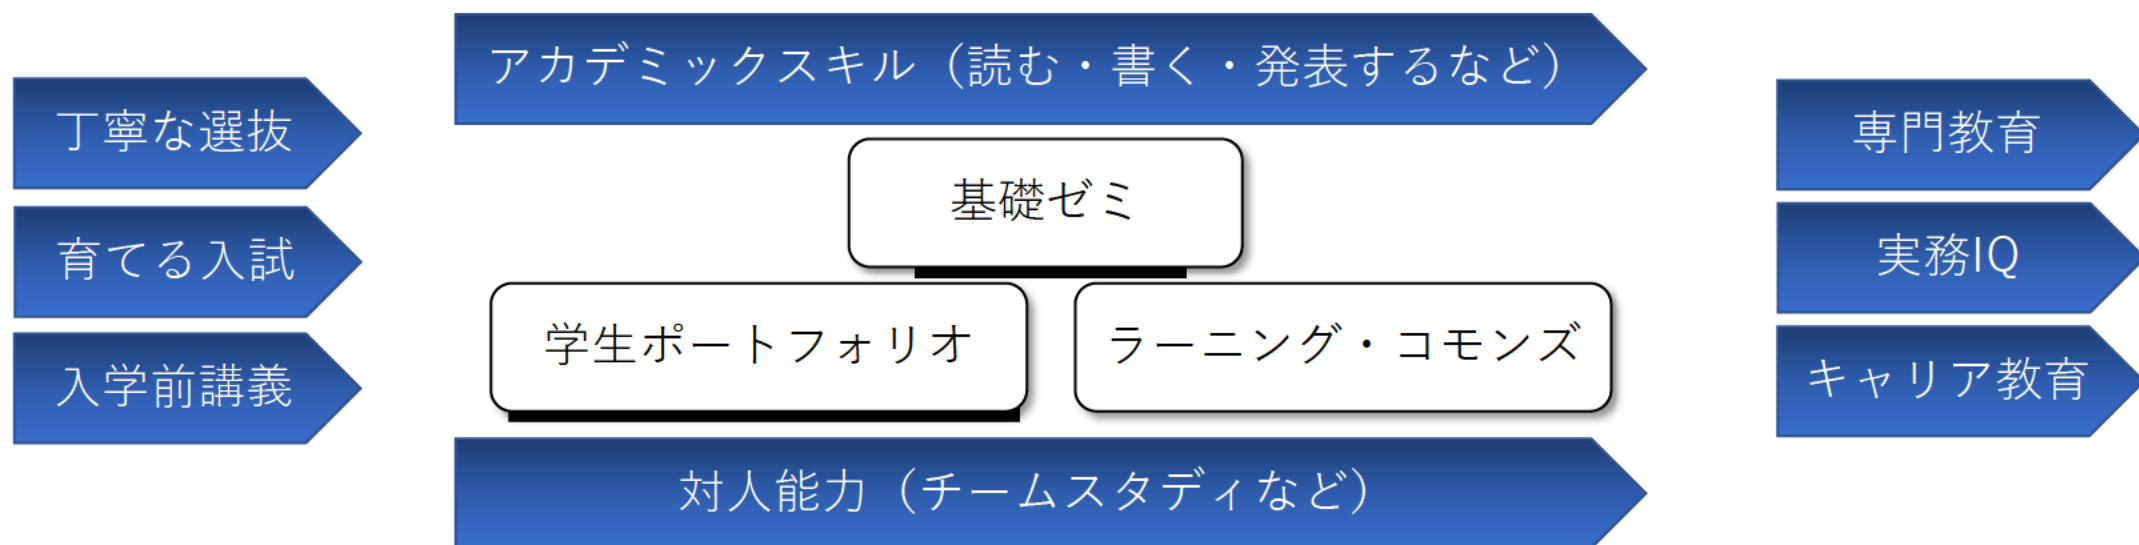 丁寧な選抜
育てる入試
入学前講義
アカデミックスキル（読む・書く・発表するなど）
基礎ゼミ
学生ポートフォリオ
ラーニング・コモンズ
対人能力（チームスタディなど）
専門教育
実務IQ
キャリア教育